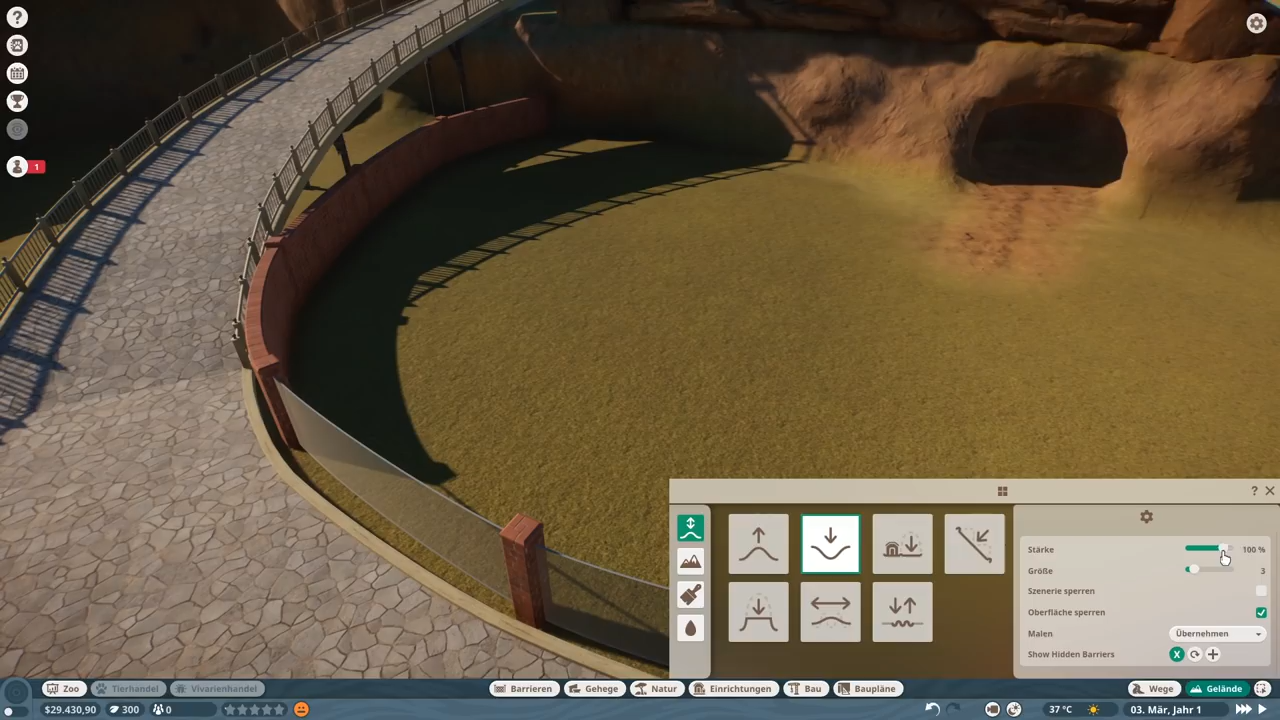 ?
1
?
Stärke
100 %
Größe
3
Szenerie sperren
Oberfläche sperren
Malen
Übernehmen
Show Hidden Barriers
X
Zoo
Tierhandel
Vivarienhandel
Barrieren
Gehege
Natur
Einrichtungen
Bau
Baupläne
Wege
Gelände
$29.430,90
300
0
37 °C
03. Mär, Jahr 1